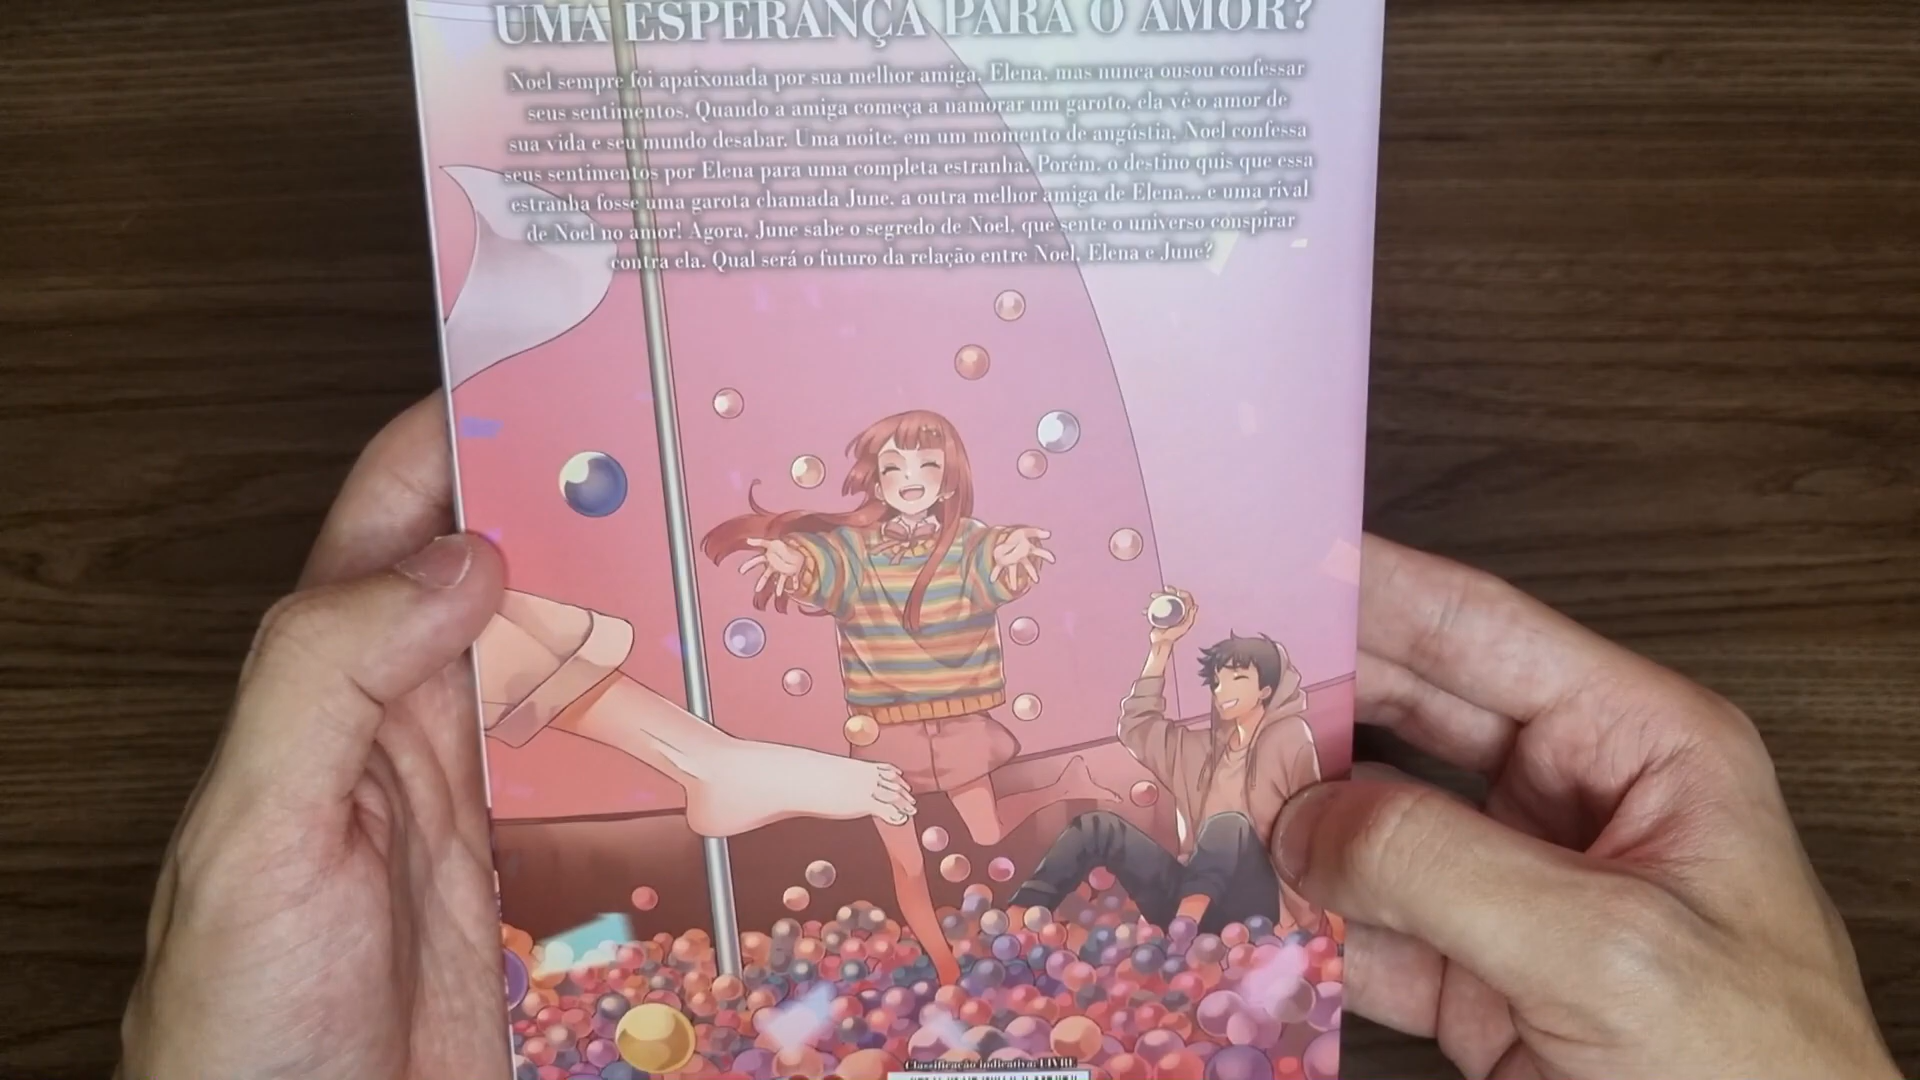 UMA ESPERANÇA PARA O AMOR?
Noel sempre foi apaixonada por sua melhor amiga, Elena, mas nunca ousou confessar
seus sentimentos. Quando a amiga começa a namorar um garoto, ela vê o amor de
sua vida e seu mundo desabar. Uma noite, em um momento de angústia, Noel confessa
seus sentimentos por Elena para uma completa estranha. Porém, o destino quis que essa
estranha fosse uma garota chamada June, a outra melhor amiga de Elena... e uma rival
de Noel no amor! Agora, June sabe o segredo de Noel, que sente o universo conspirar
contra ela. Qual será o futuro da relação entre Noel, Elena e June?
Classificação Indicativa: LIVRE